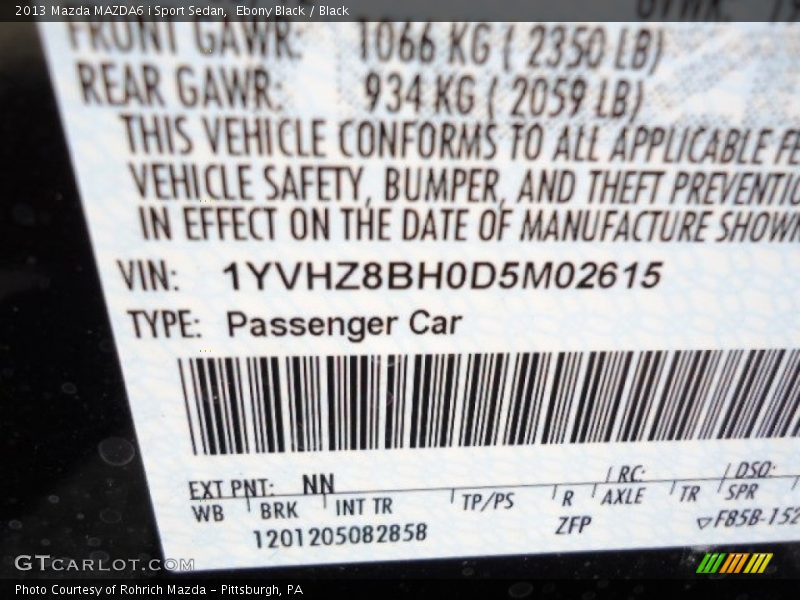 2013 Mazda MAZDA6 i Sport Sedan, Ebony Black / Black
FRONT GAWR: 1066 KG ( 2350 LB)
REAR GAWR: 934 KG ( 2059 LB)
THIS VEHICLE CONFORMS TO ALL APPLICABLE FE
VEHICLE SAFETY, BUMPER, AND THEFT PREVENTIO
IN EFFECT ON THE DATE OF MANUFACTURE SHOWN
VIN: 1YVHZ8BH0D5M02615
TYPE: Passenger Car
EXT PNT: NN RC: DSO:
WB BRK INT TR TP/PS R AXLE TR SPR
1201205082858 ZFP ▽F85B-152
GTCARLOT.COM
Photo Courtesy of Rohrich Mazda - Pittsburgh, PA